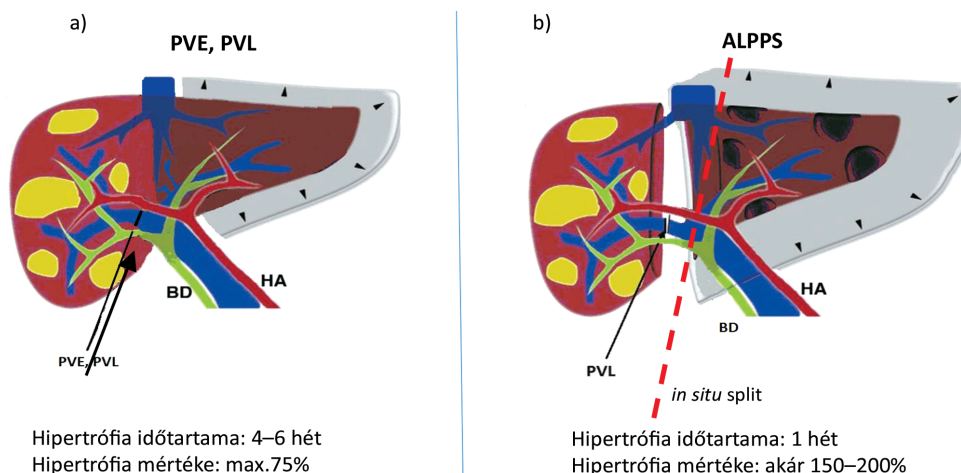 a)
PVE, PVL
BD
HA
PVE, PVL
Hipertrófia időtartama: 4–6 hét
Hipertrófia mértéke: max.75%
b)
ALPPS
HA
BD
PVL
in situ split
Hipertrófia időtartama: 1 hét
Hipertrófia mértéke: akár 150–200%